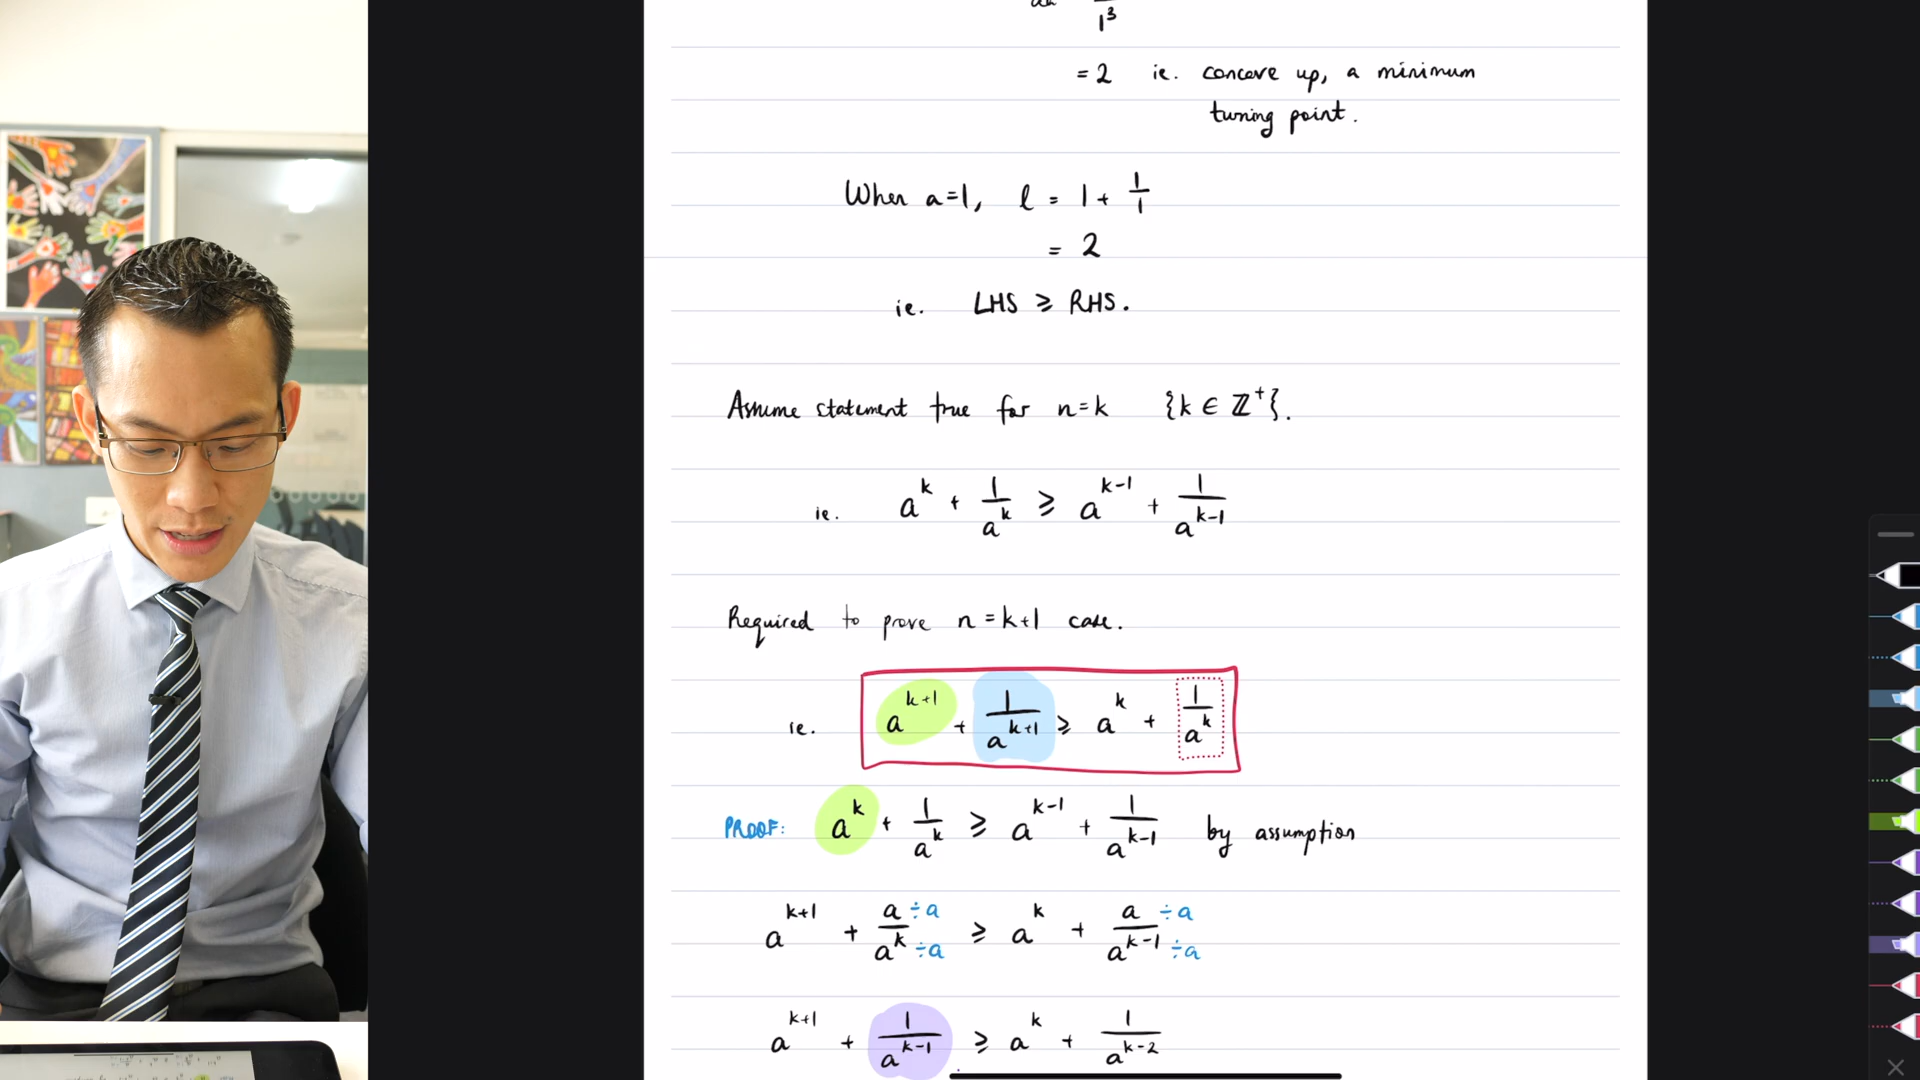 1³
= 2 ie. concave up, a minimum
turning point.
When a=1, l = 1 + 1/1
= 2
ie. LHS ≥ RHS.
Assume statement true for n=k {k ∈ ℤ⁺}.
ie. a^k + 1/a^k ≥ a^(k-1) + 1/a^(k-1)
Required to prove n=k+1 case.
ie. a^(k+1) + 1/a^(k+1) ≥ a^k + 1/a^k
PROOF: a^k + 1/a^k ≥ a^(k-1) + 1/a^(k-1) by assumption
a^(k+1) + a ÷a/a^k ÷a ≥ a^k + a ÷a/a^(k-1) ÷a
a^(k+1) + 1/a^(k-1) ≥ a^k + 1/a^(k-2)